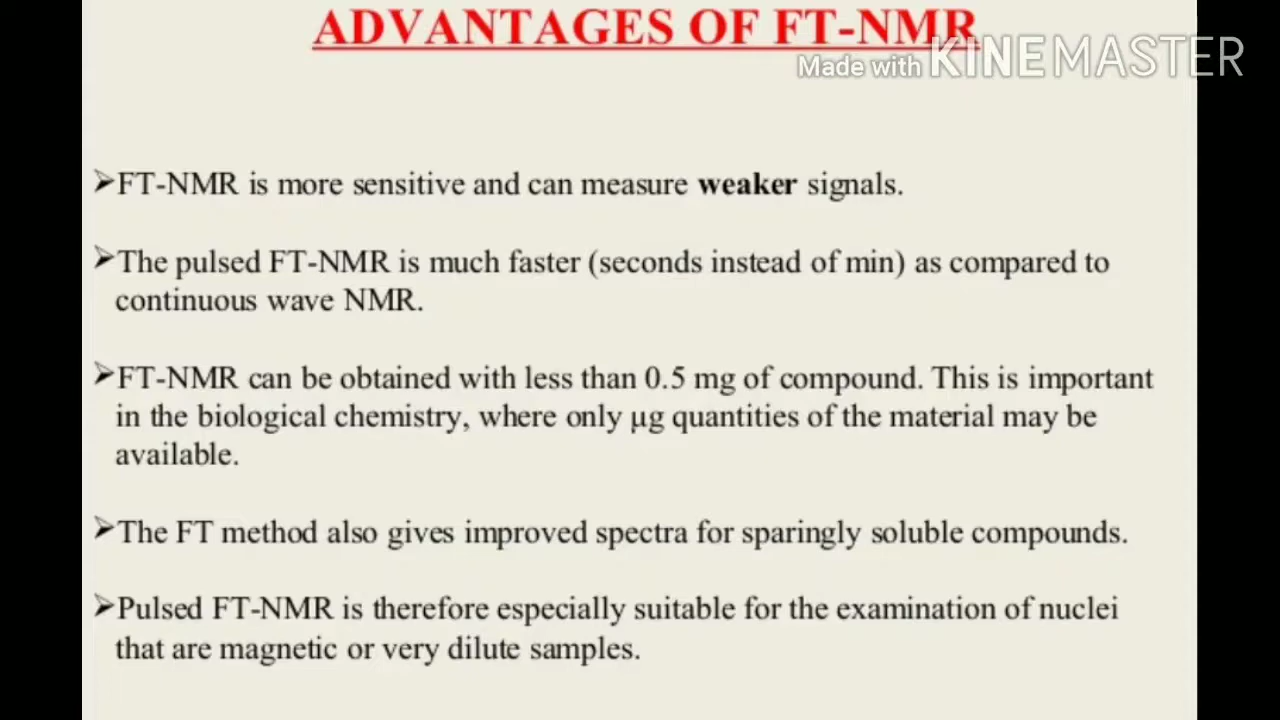 ADVANTAGES OF FT-NMR
Made with KINEMASTER
➢FT-NMR is more sensitive and can measure weaker signals.
➢The pulsed FT-NMR is much faster (seconds instead of min) as compared to
continuous wave NMR.
➢FT-NMR can be obtained with less than 0.5 mg of compound. This is important
in the biological chemistry, where only µg quantities of the material may be
available.
➢The FT method also gives improved spectra for sparingly soluble compounds.
➢Pulsed FT-NMR is therefore especially suitable for the examination of nuclei
that are magnetic or very dilute samples.